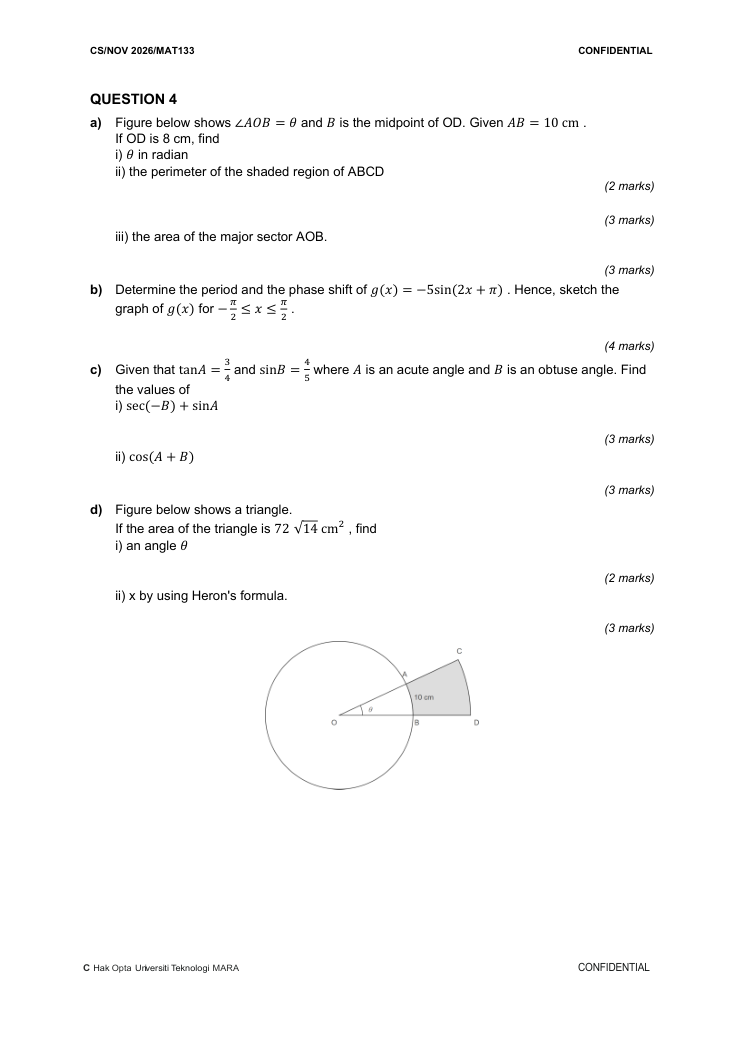 CS/NOV 2026/MAT133 CONFIDENTIAL
QUESTION 4
a) Figure below shows ∠AOB = θ and B is the midpoint of OD. Given AB = 10 cm .
If OD is 8 cm, find
i) θ in radian
ii) the perimeter of the shaded region of ABCD
(2 marks)
(3 marks)
iii) the area of the major sector AOB.
(3 marks)
b) Determine the period and the phase shift of g(x) = −5sin(2x + π) . Hence, sketch the
graph of g(x) for −π/2 ≤ x ≤ π/2 .
(4 marks)
c) Given that tanA = 3/4 and sinB = 4/5 where A is an acute angle and B is an obtuse angle. Find
the values of
i) sec(−B) + sinA
(3 marks)
ii) cos(A + B)
(3 marks)
d) Figure below shows a triangle.
If the area of the triangle is 72 √14 cm² , find
i) an angle θ
(2 marks)
ii) x by using Heron's formula.
(3 marks)
C
A
10 cm
θ
O B D
C Hak Opta Universiti Teknologi MARA CONFIDENTIAL